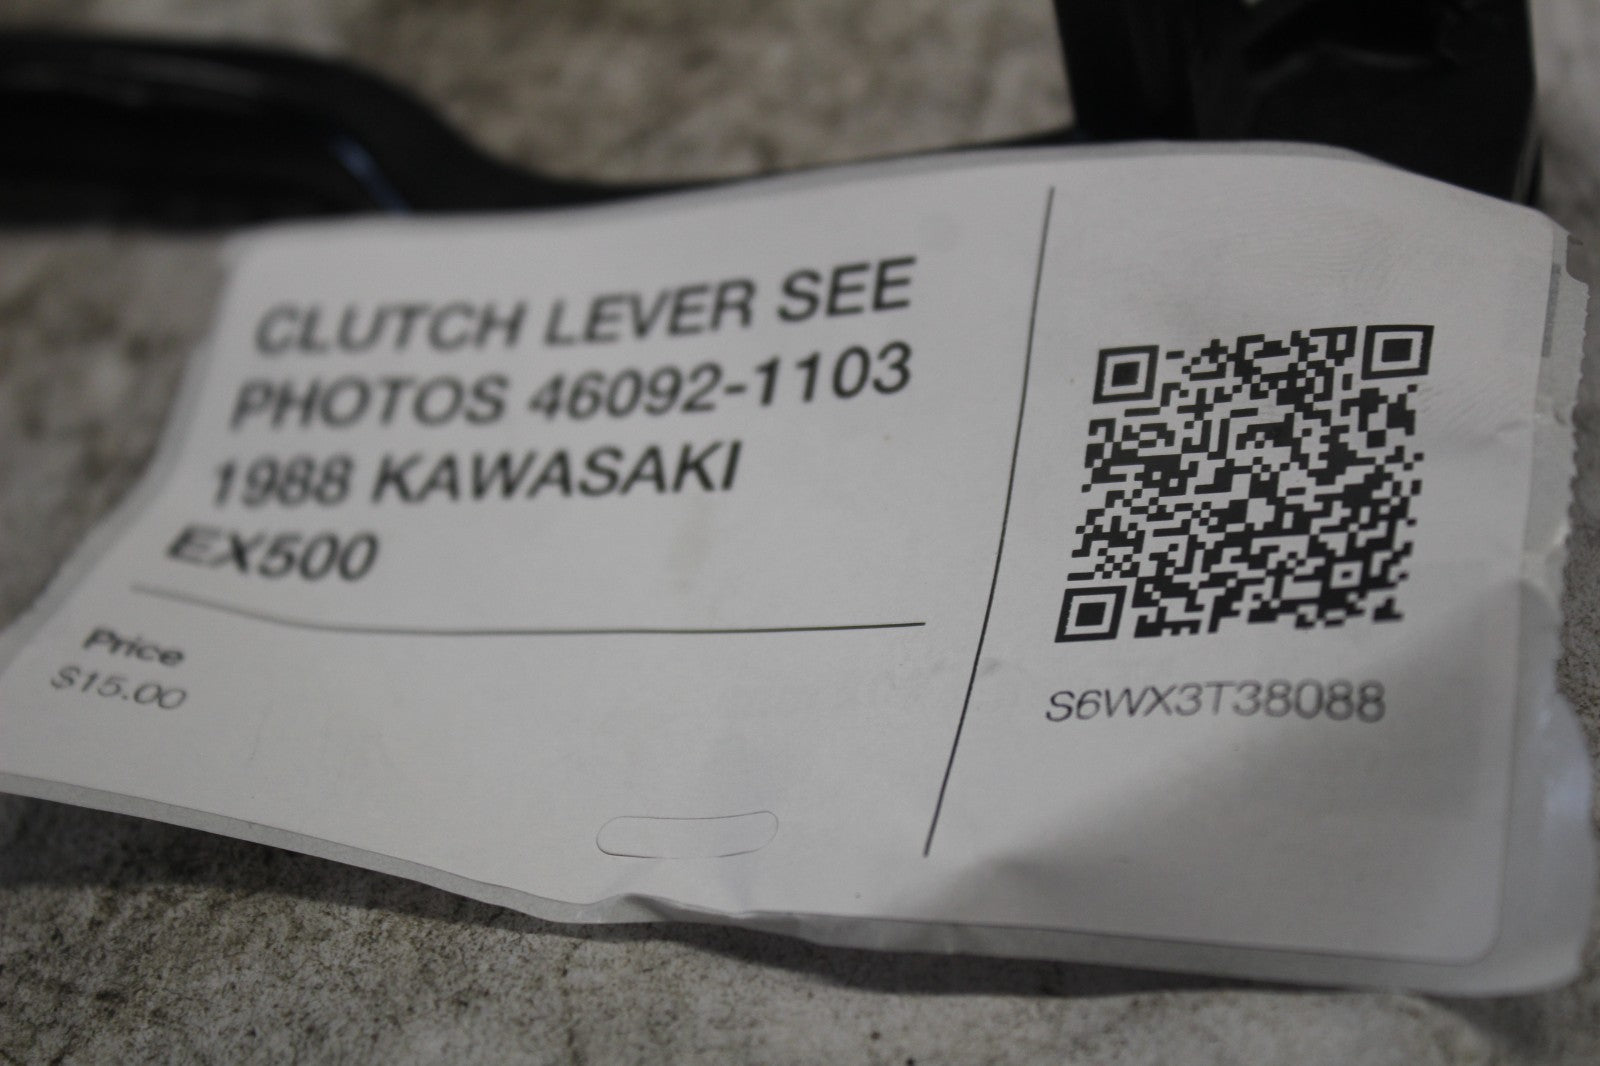 CLUTCH LEVER SEE
PHOTOS 46092-1103
1988 KAWASAKI
EX500
Price
$15.00
S6WX3T38088